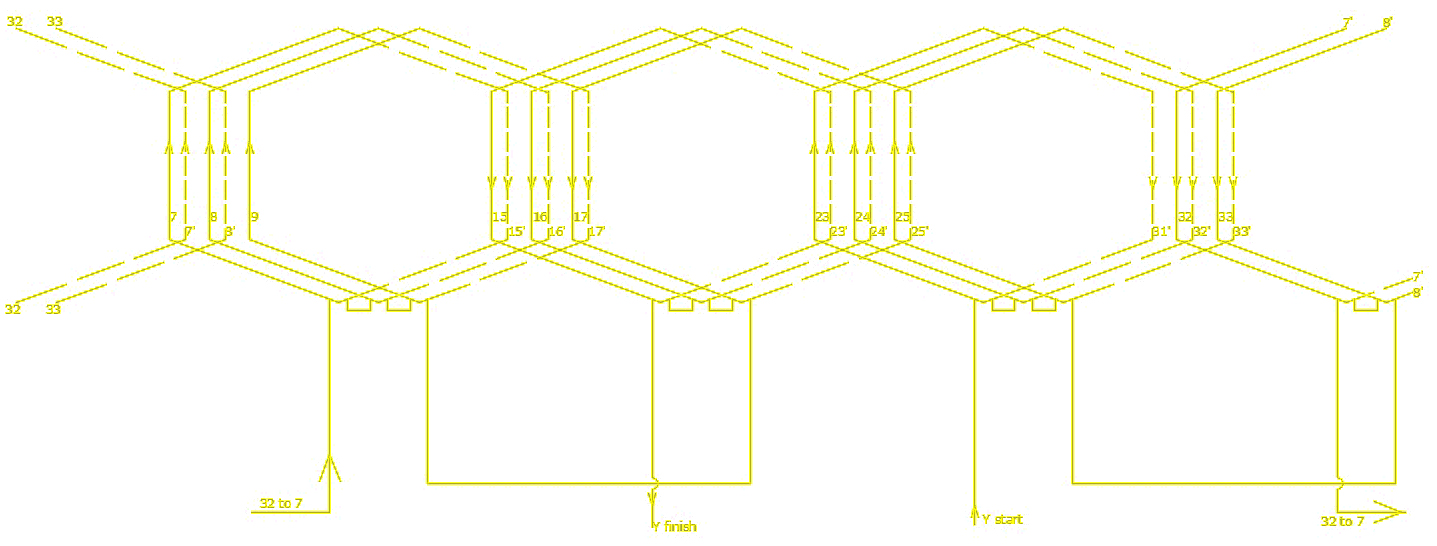 32 33 7' 8'
7 8 9 15 16 17 23 24 25 32 33
7' 8' 15' 16' 17' 23' 24' 25' 31' 32' 33'
7'
8'
32 33
32 to 7
Y finish
Y start
32 to 7